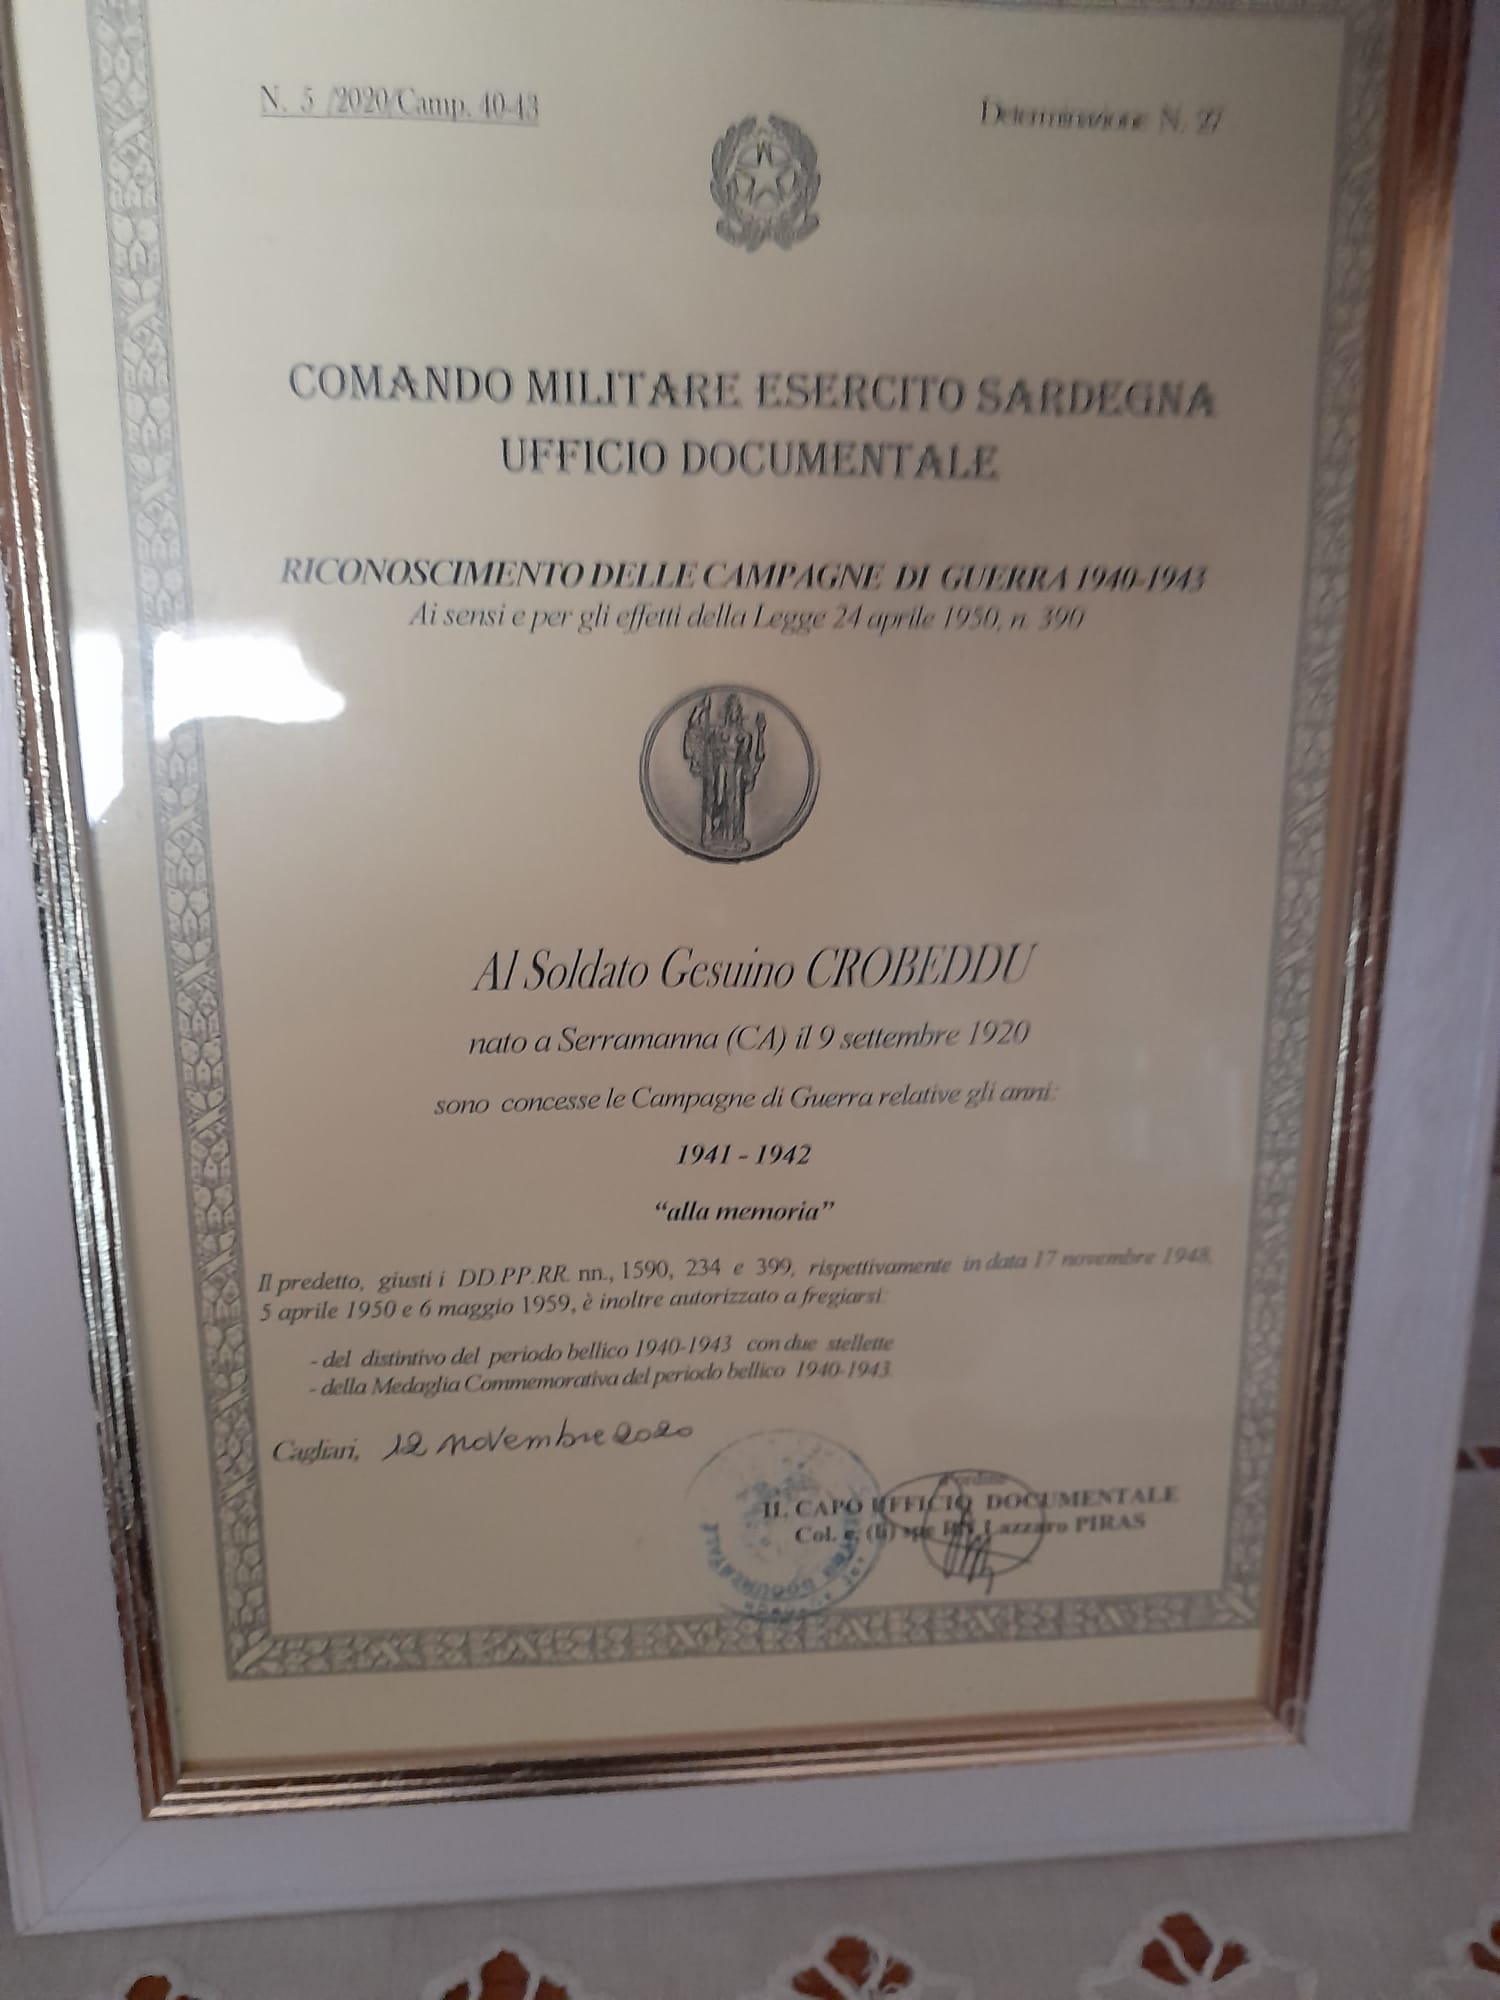 N. 5 /2020/Camp. 40-43
Determinazione N. 27
COMANDO MILITARE ESERCITO SARDEGNA
UFFICIO DOCUMENTALE
RICONOSCIMENTO DELLE CAMPAGNE DI GUERRA 1940-1943
Ai sensi e per gli effetti della Legge 24 aprile 1950, n. 390
Al Soldato Gesuino CROBEDDU
nato a Serramanna (CA) il 9 settembre 1920
sono concesse le Campagne di Guerra relative gli anni:
1941 - 1942
“alla memoria”
Il predetto, giusti i DD.PP.RR. nn., 1590, 234 e 399, rispettivamente in data 17 novembre 1948,
5 aprile 1950 e 6 maggio 1959, è inoltre autorizzato a fregiarsi:
- del distintivo del periodo bellico 1940-1943 con due stellette
- della Medaglia Commemorativa del periodo bellico 1940-1943.
Cagliari, 12 novembre 2020
d'ordine
IL CAPO UFFICIO DOCUMENTALE
Col. Lazzaro PIRAS
DOCUMENTALE